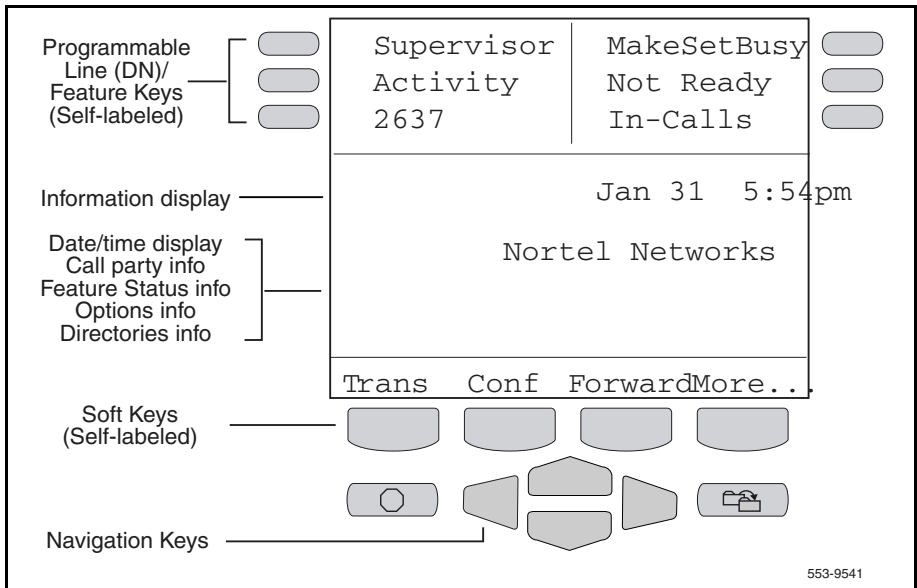 Programmable
Line (DN)/
Feature Keys
(Self-labeled)
Supervisor
Activity
2637
MakeSetBusy
Not Ready
In-Calls
Information display
Jan 31 5:54pm
Date/time display
Call party info
Feature Status info
Options info
Directories info
Nortel Networks
Trans Conf ForwardMore...
Soft Keys
(Self-labeled)
Navigation Keys
553-9541